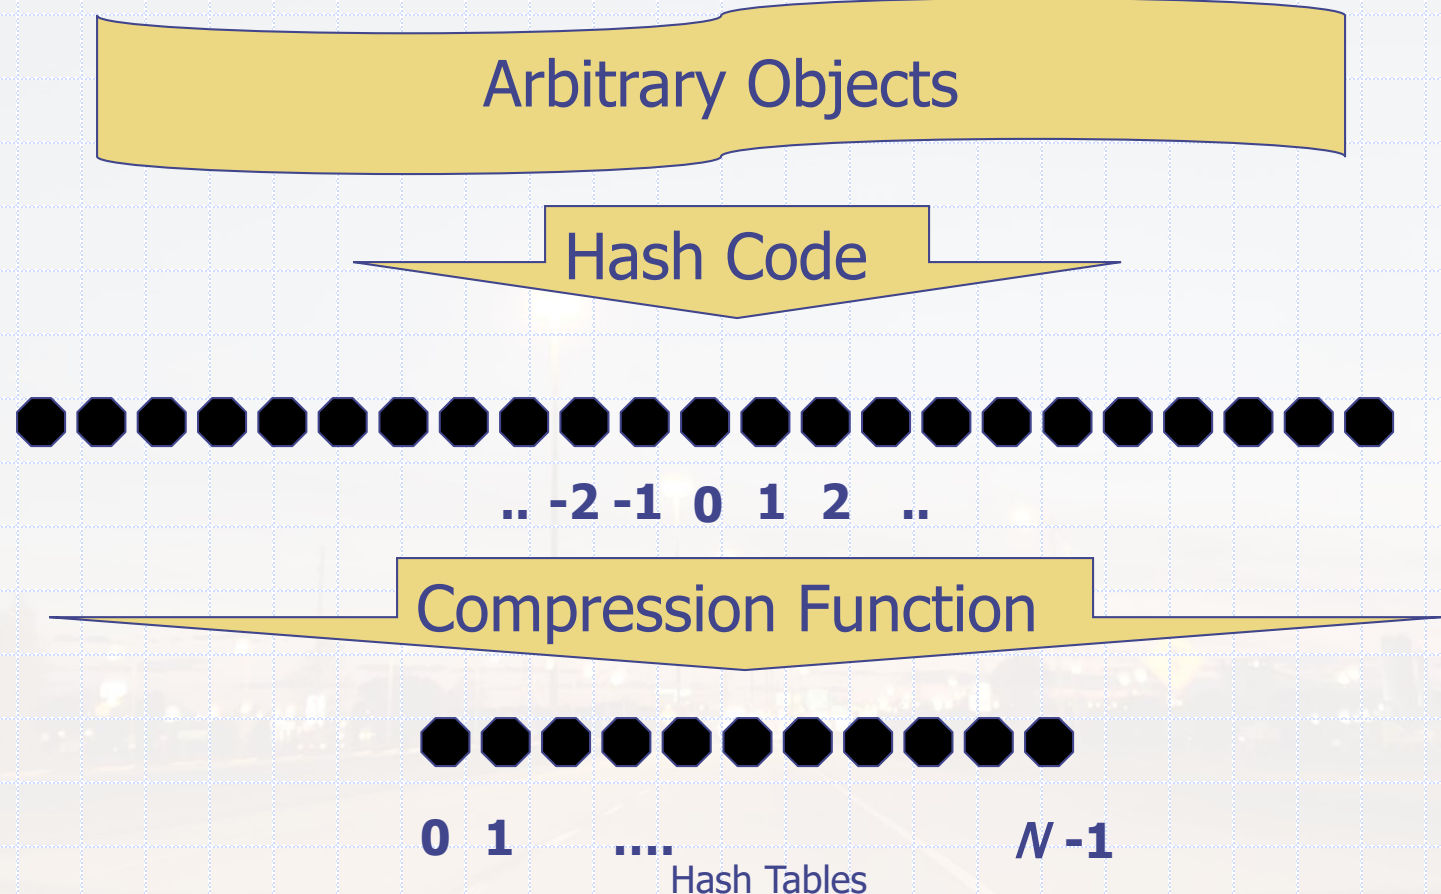 Arbitrary Objects
Hash Code
.. -2 -1 0 1 2 ..
Compression Function
0 1 .... N -1
Hash Tables